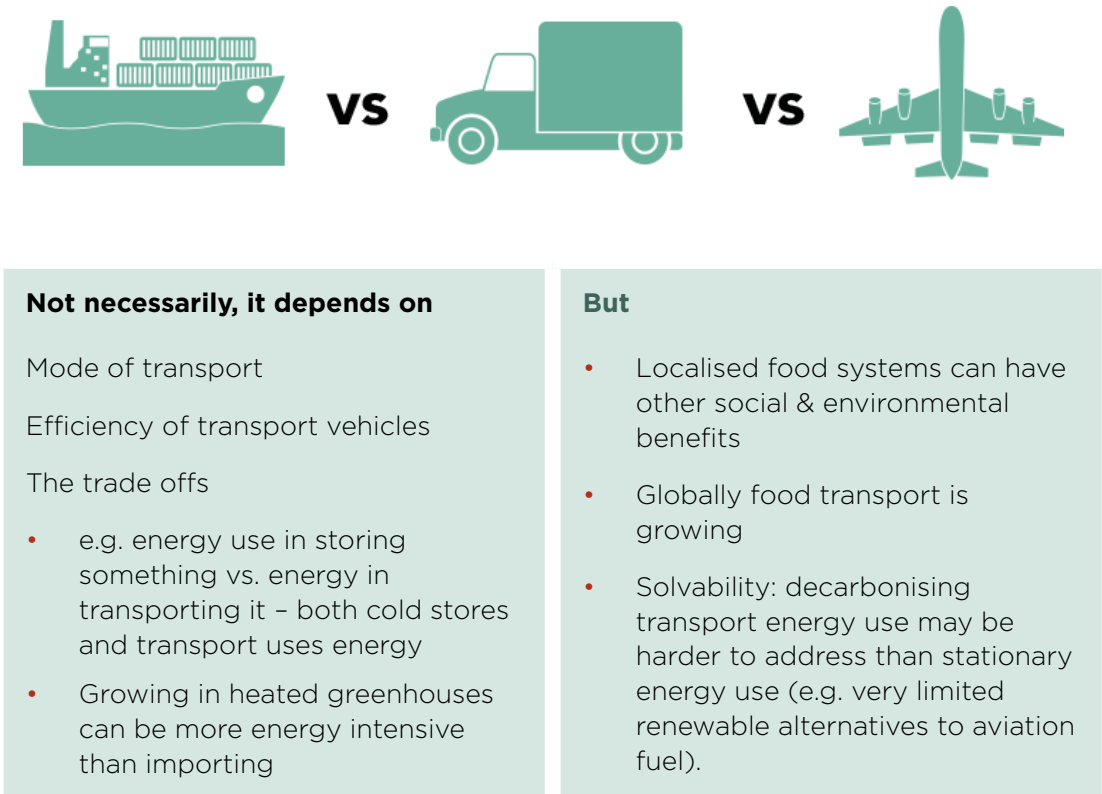 VS
VS
Not necessarily, it depends on
Mode of transport
Efficiency of transport vehicles
The trade offs
• e.g. energy use in storing
something vs. energy in
transporting it – both cold stores
and transport uses energy
• Growing in heated greenhouses
can be more energy intensive
than importing
But
• Localised food systems can have
other social & environmental
benefits
• Globally food transport is
growing
• Solvability: decarbonising
transport energy use may be
harder to address than stationary
energy use (e.g. very limited
renewable alternatives to aviation
fuel).